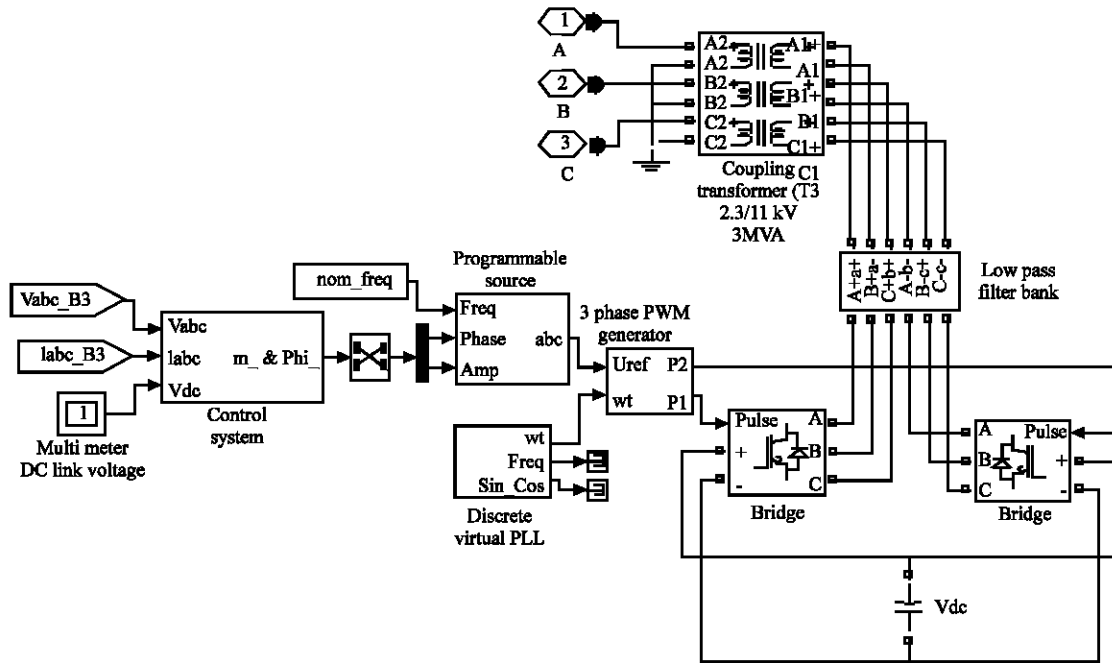 1
A
2
B
3
C
A2+
A2
B2+
B2
C2+
C2
A1+
A1
+
B1+
B1
C1+
C1
Coupling
transformer (T3
2.3/11 kV
3MVA
A+a+
B+a-
C+b+
A-b-
B-c+
C-c-
Low pass
filter bank
Vabc_B3
Iabc_B3
1
Multi meter
DC link voltage
Vabc
Iabc
Vdc
m_ & Phi_
Control
system
nom_freq
Programmable
source
Freq
Phase
Amp
abc
3 phase PWM
generator
Uref
wt
P2
P1
wt
Freq
Sin_Cos
Discrete
virtual PLL
Pulse
+
-
A
B
C
Bridge
A
B
C
Pulse
+
-
Bridge
Vdc